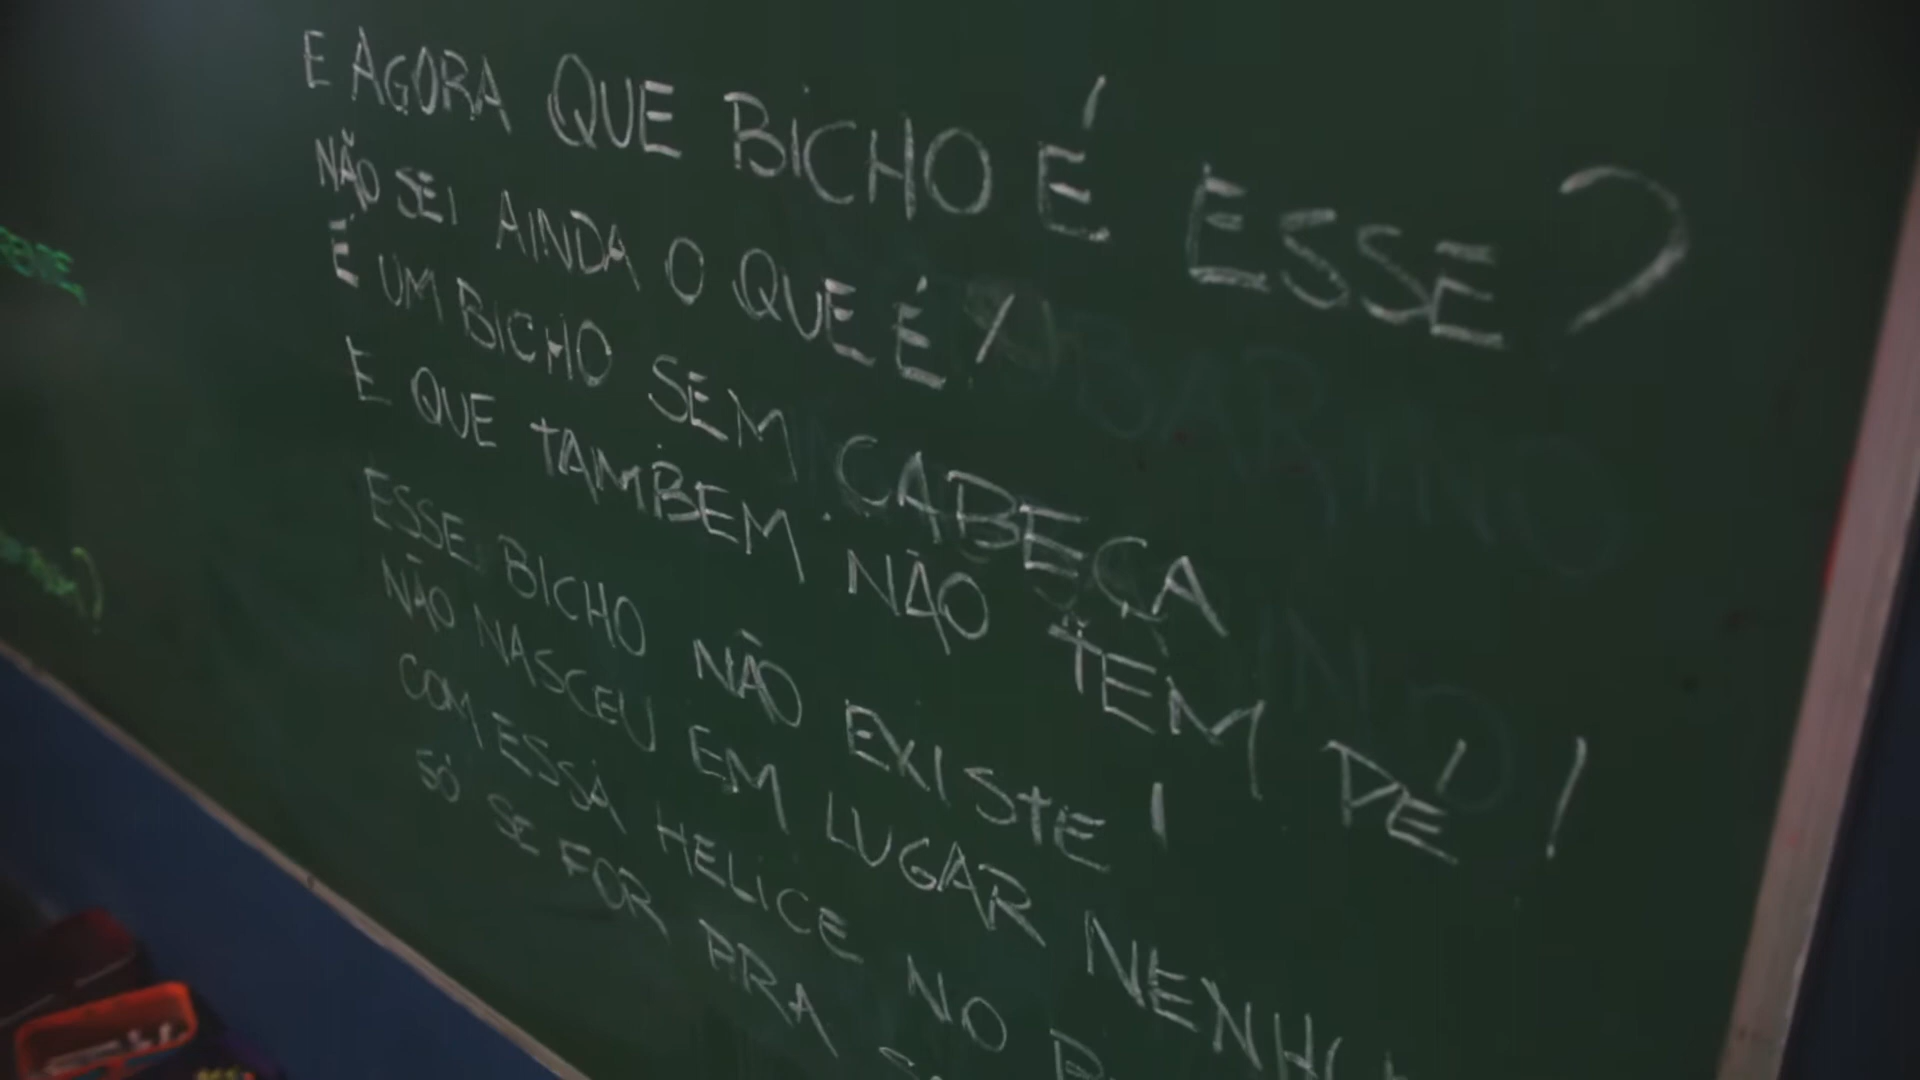 E AGORA QUE BICHO É ESSE?
NÃO SEI AINDA O QUE É
É UM BICHO SEM CABEÇA
E QUE TAMBEM NÃO TEM PÉ!
ESSE BICHO NÃO EXISTE!
NÃO NASCEU EM LUGAR
COM ESSA HELICE NO
SÓ SE FOR PRA